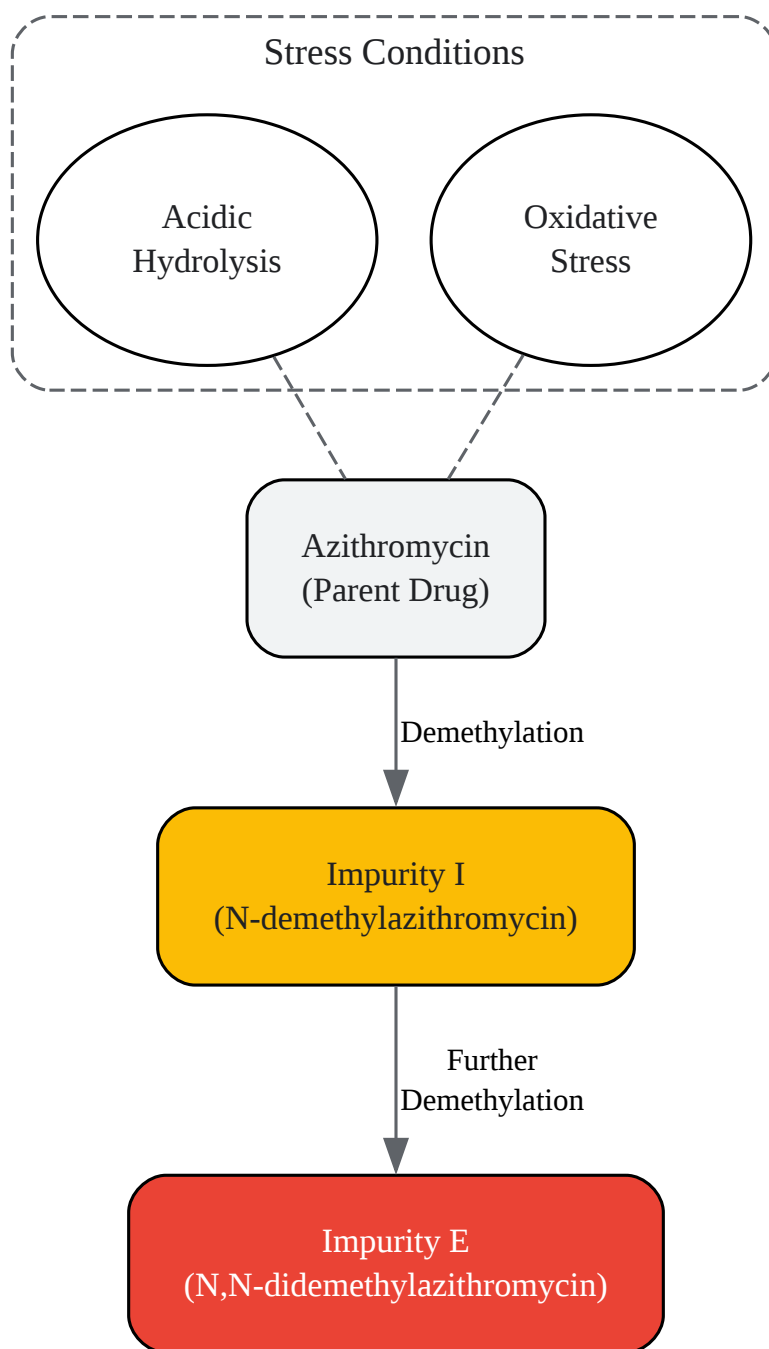 Stress Conditions
Acidic
Hydrolysis
Oxidative
Stress
Azithromycin
(Parent Drug)
Demethylation
Impurity I
(N-demethylazithromycin)
Further
Demethylation
Impurity E
(N,N-didemethylazithromycin)